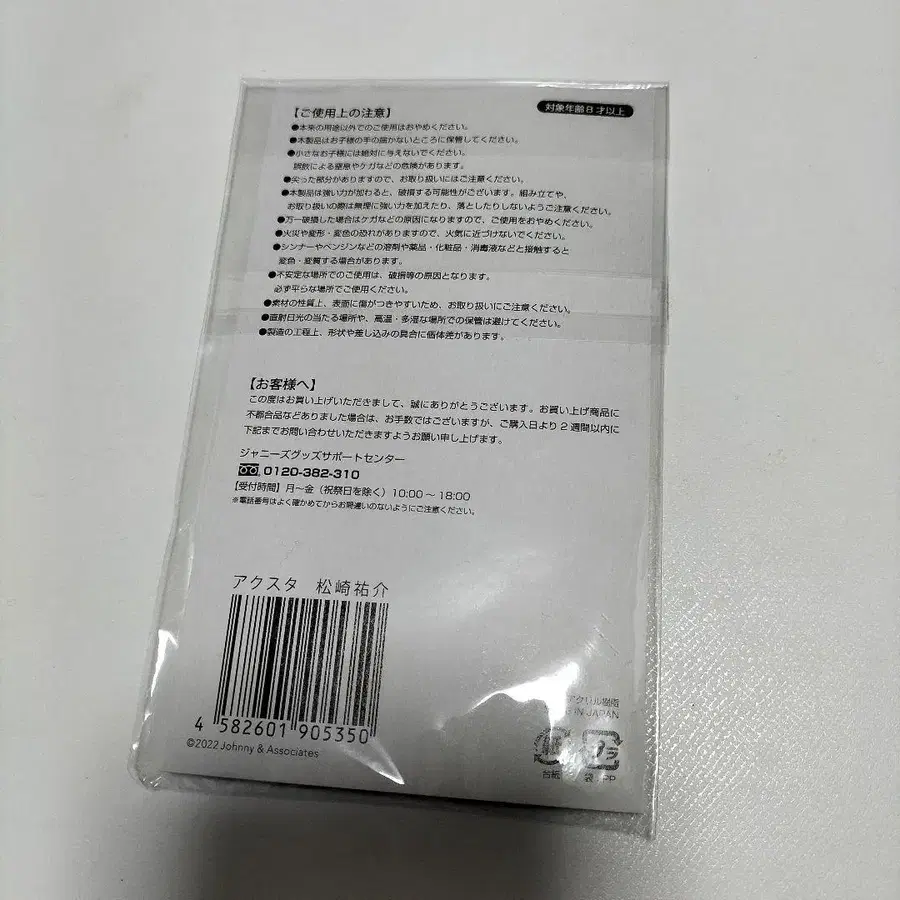 【ご使用上の注意】
対象年齢8才以上
●本来の用途以外でのご使用はおやめください。
●本製品はお子様の手の届かないところに保管してください。
●小さなお子様には絶対に与えないでください。
誤飲による窒息やケガなどの危険があります。
●尖った部分がありますので、お取り扱いにはご注意ください。
●本製品は強い力が加わると、破損する可能性がございます。組み立てや、
お取り扱いの際は無理に強い力を加えたり、落としたりしないようご注意ください。
●万一破損した場合はケガなどの原因になりますので、ご使用をおやめください。
●火災や変形・変色の恐れがありますので、火気に近づけないでください。
●シンナーやベンジンなどの溶剤や薬品・化粧品・消毒液などと接触すると
変色・変質する場合があります。
●不安定な場所でのご使用は、破損等の原因となります。
必ず平らな場所でご使用ください。
●素材の性質上、表面に傷がつきやすいため、お取り扱いにご注意ください。
●直射日光の当たる場所や、高温・多湿な場所での保管は避けてください。
●製造の工程上、形状や差し込みの具合に個体差があります。
【お客様へ】
この度はお買い上げいただきまして、誠にありがとうございます。お買い上げ商品に
不都合品などありました場合は、お手数ではございますが、ご購入日より2週間以内に
下記までお問い合わせいただきますようお願い申し上げます。
ジャニーズグッズサポートセンター
0120-382-310
【受付時間】月～金（祝祭日を除く）10:00～18:00
※電話番号はよく確かめてからお間違いのないようにご注意ください。
アクスタ 松崎祐介
4 582601 905350
©2022 Johnny & Associates
アクリル樹脂
IN JAPAN
プラ
台紙 袋 PP